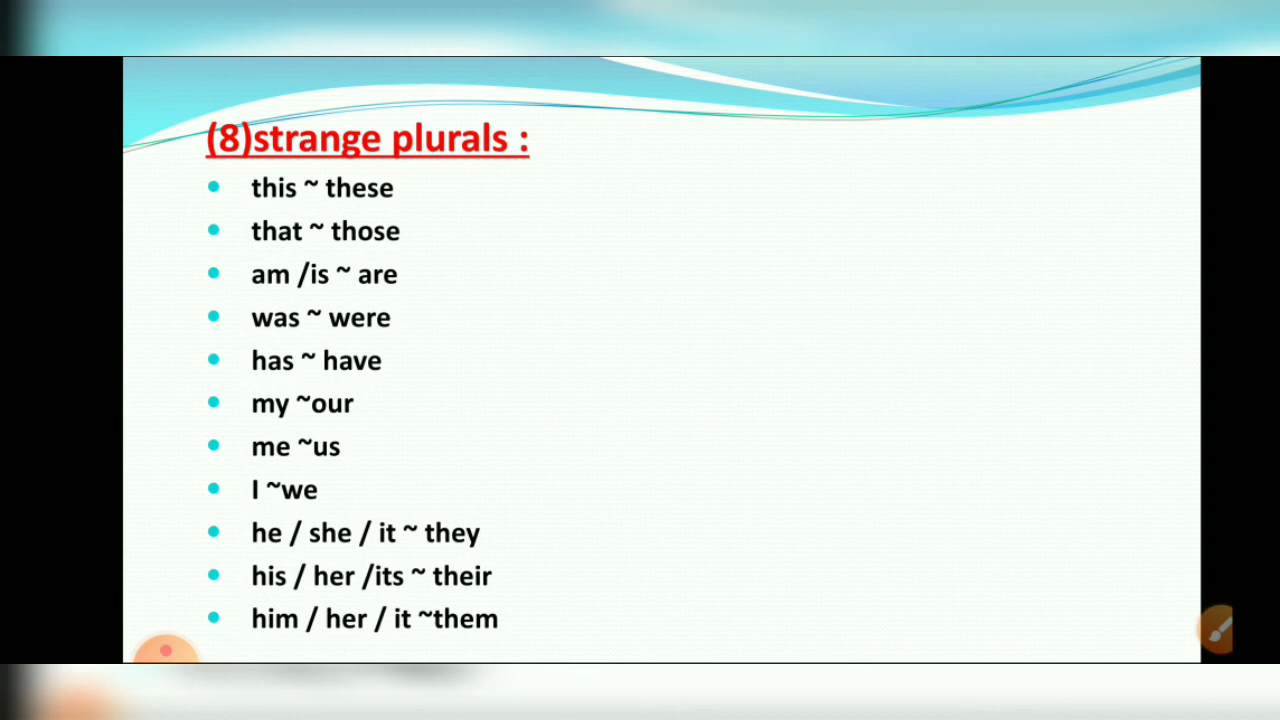 (8)strange plurals :
this ~ these
that ~ those
am /is ~ are
was ~ were
has ~ have
my ~our
me ~us
I ~we
he / she / it ~ they
his / her /its ~ their
him / her / it ~them